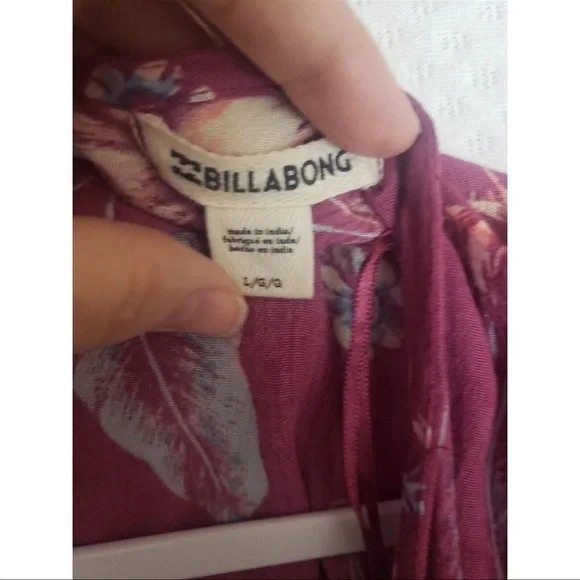 BILLABONG
made in india/
fabriqué en inde/
hecho en india
L/G/G